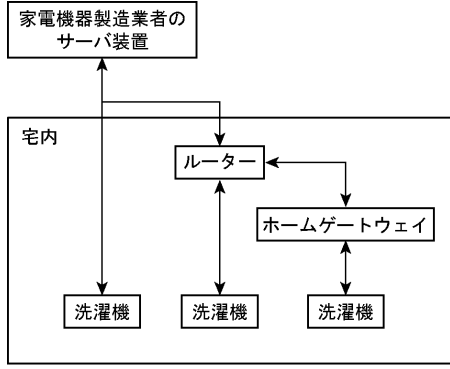 家電機器製造業者の
サーバ装置
宅内
ルーター
ホームゲートウェイ
洗濯機
洗濯機
洗濯機